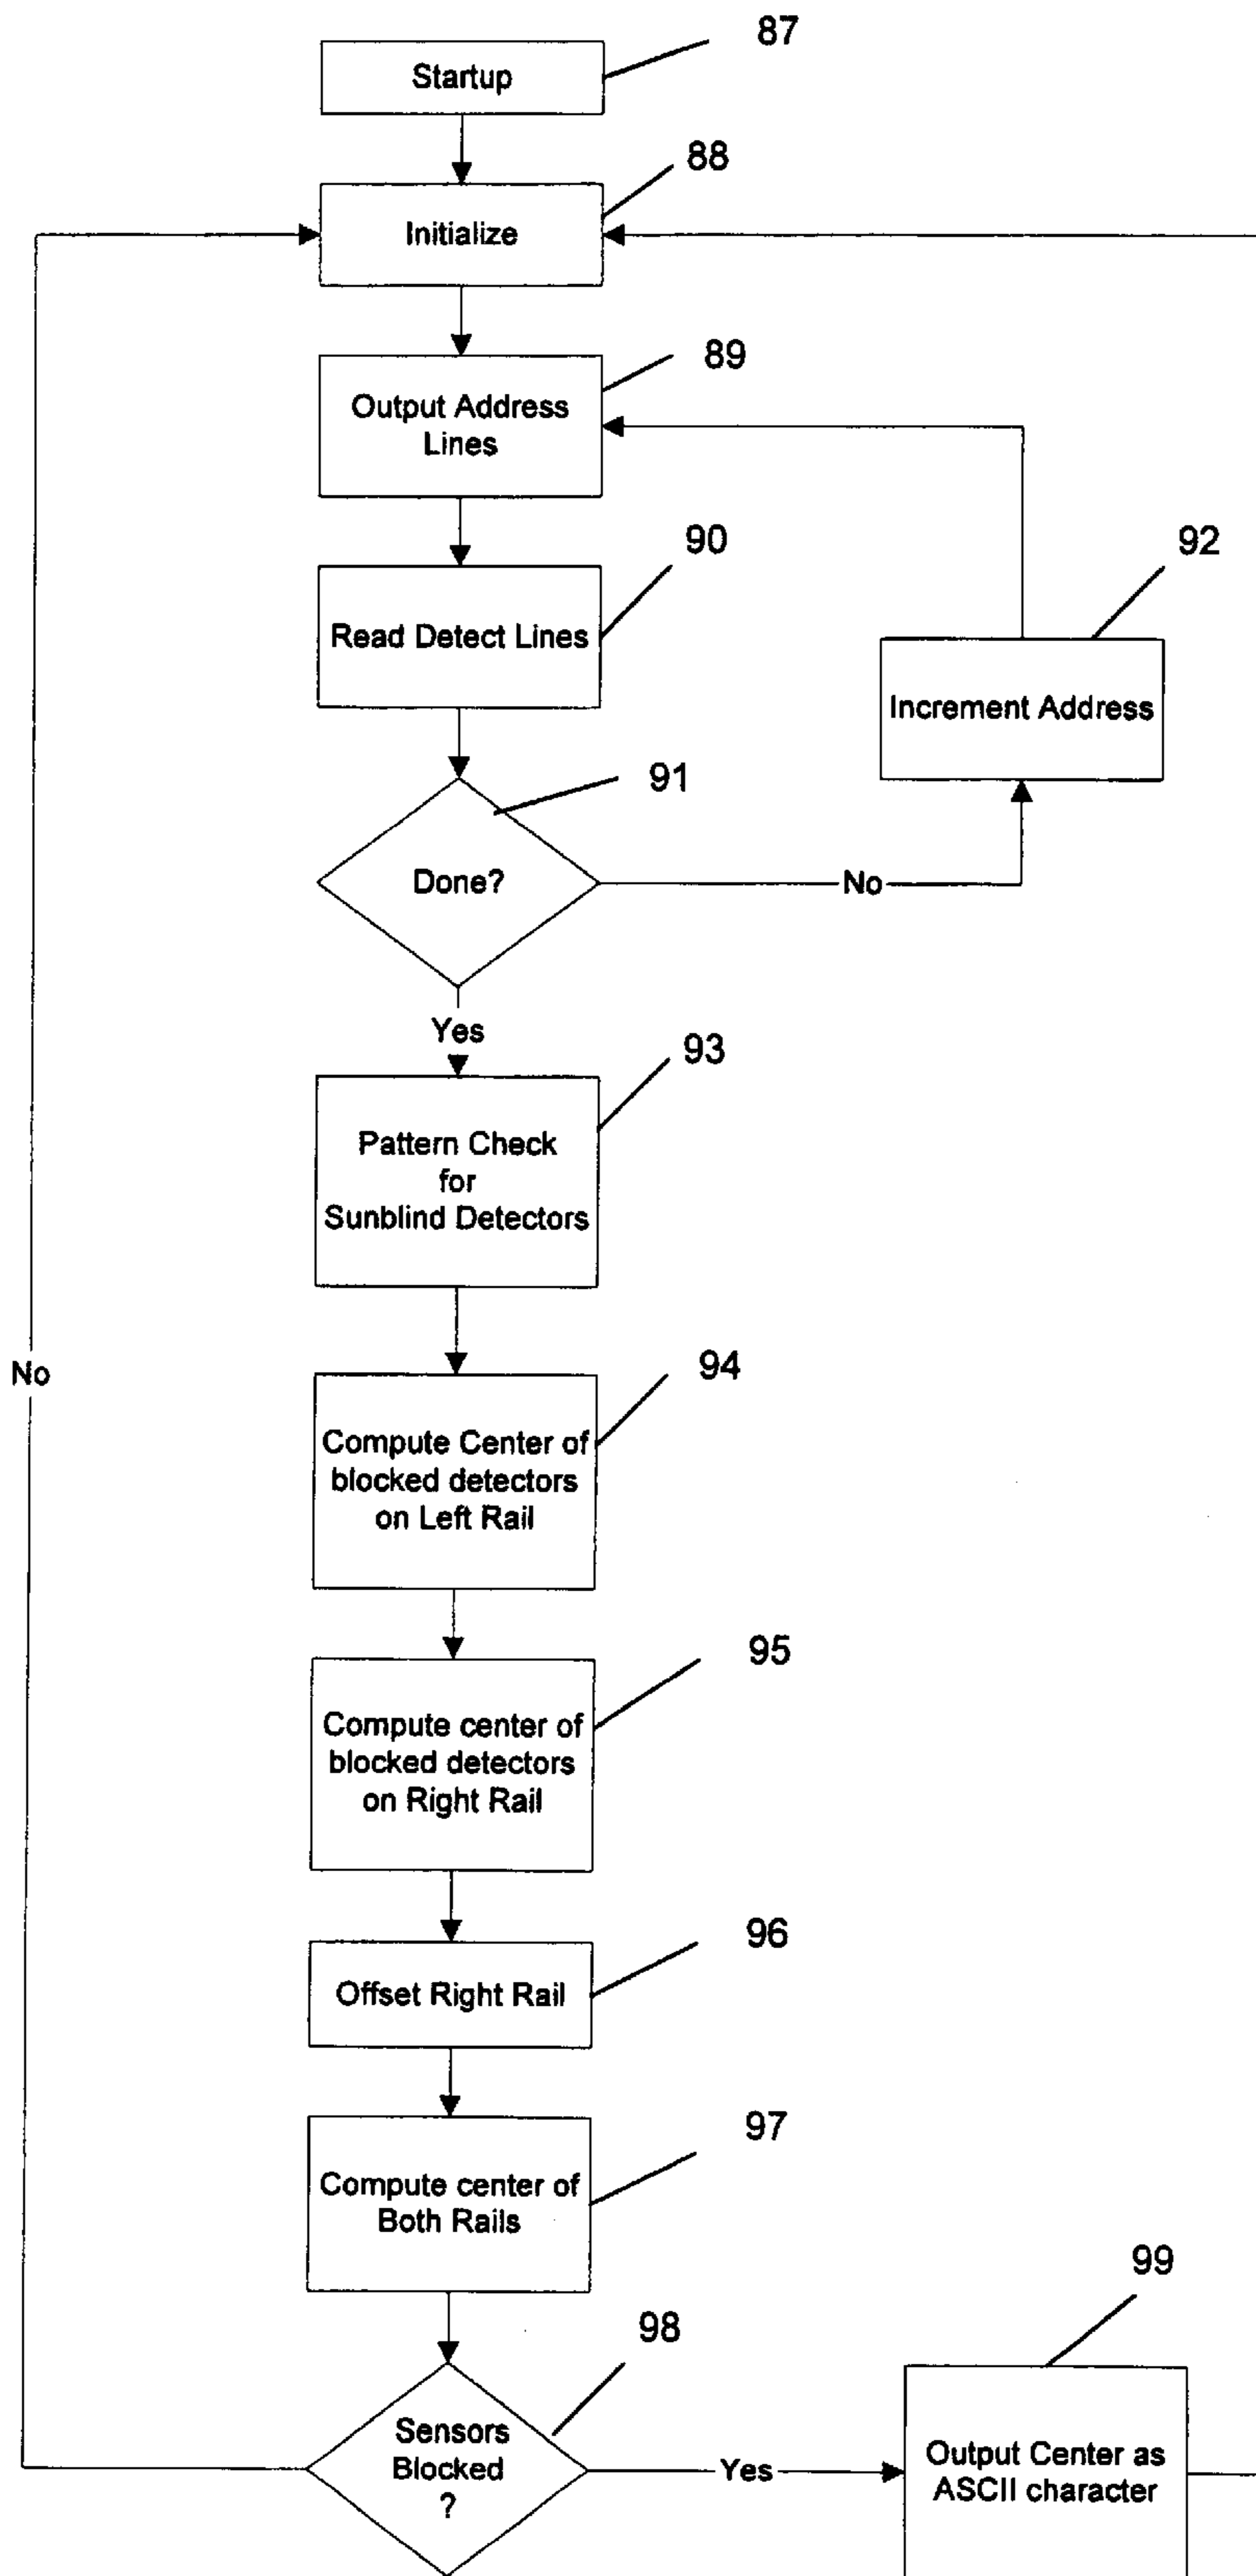 87
Startup
88
Initialize
89
Output Address
Lines
90
Read Detect Lines
92
Increment Address
91
Done?
No
Yes
93
Pattern Check
for
Sunblind Detectors
No
94
Compute Center of
blocked detectors
on Left Rail
95
Compute center of
blocked detectors
on Right Rail
96
Offset Right Rail
97
Compute center of
Both Rails
98
Sensors
Blocked
?
Yes
99
Output Center as
ASCII character